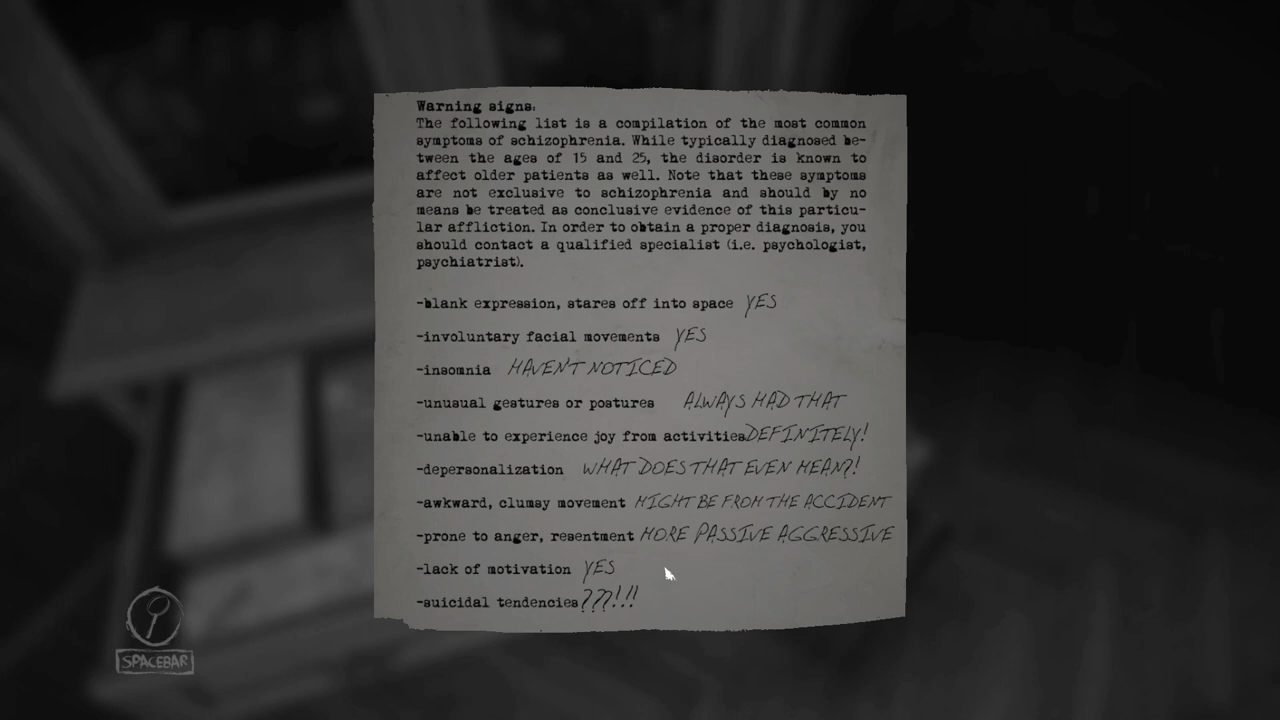 Warning signs:
The following list is a compilation of the most common
symptoms of schizophrenia. While typically diagnosed be-
tween the ages of 15 and 25, the disorder is known to
affect older patients as well. Note that these symptoms
are not exclusive to schizophrenia and should by no
means be treated as conclusive evidence of this particu-
lar affliction. In order to obtain a proper diagnosis, you
should contact a qualified specialist (i.e. psychologist,
psychiatrist).
-blank expression, stares off into space YES
-involuntary facial movements YES
-insomnia HAVEN'T NOTICED
-unusual gestures or postures ALWAYS HAD THAT
-unable to experience joy from activities DEFINITELY!
-depersonalization WHAT DOES THAT EVEN MEAN?!
-awkward, clumsy movement MIGHT BE FROM THE ACCIDENT
-prone to anger, resentment MORE PASSIVE AGGRESSIVE
-lack of motivation YES
-suicidal tendencies ???!!!
SPACEBAR